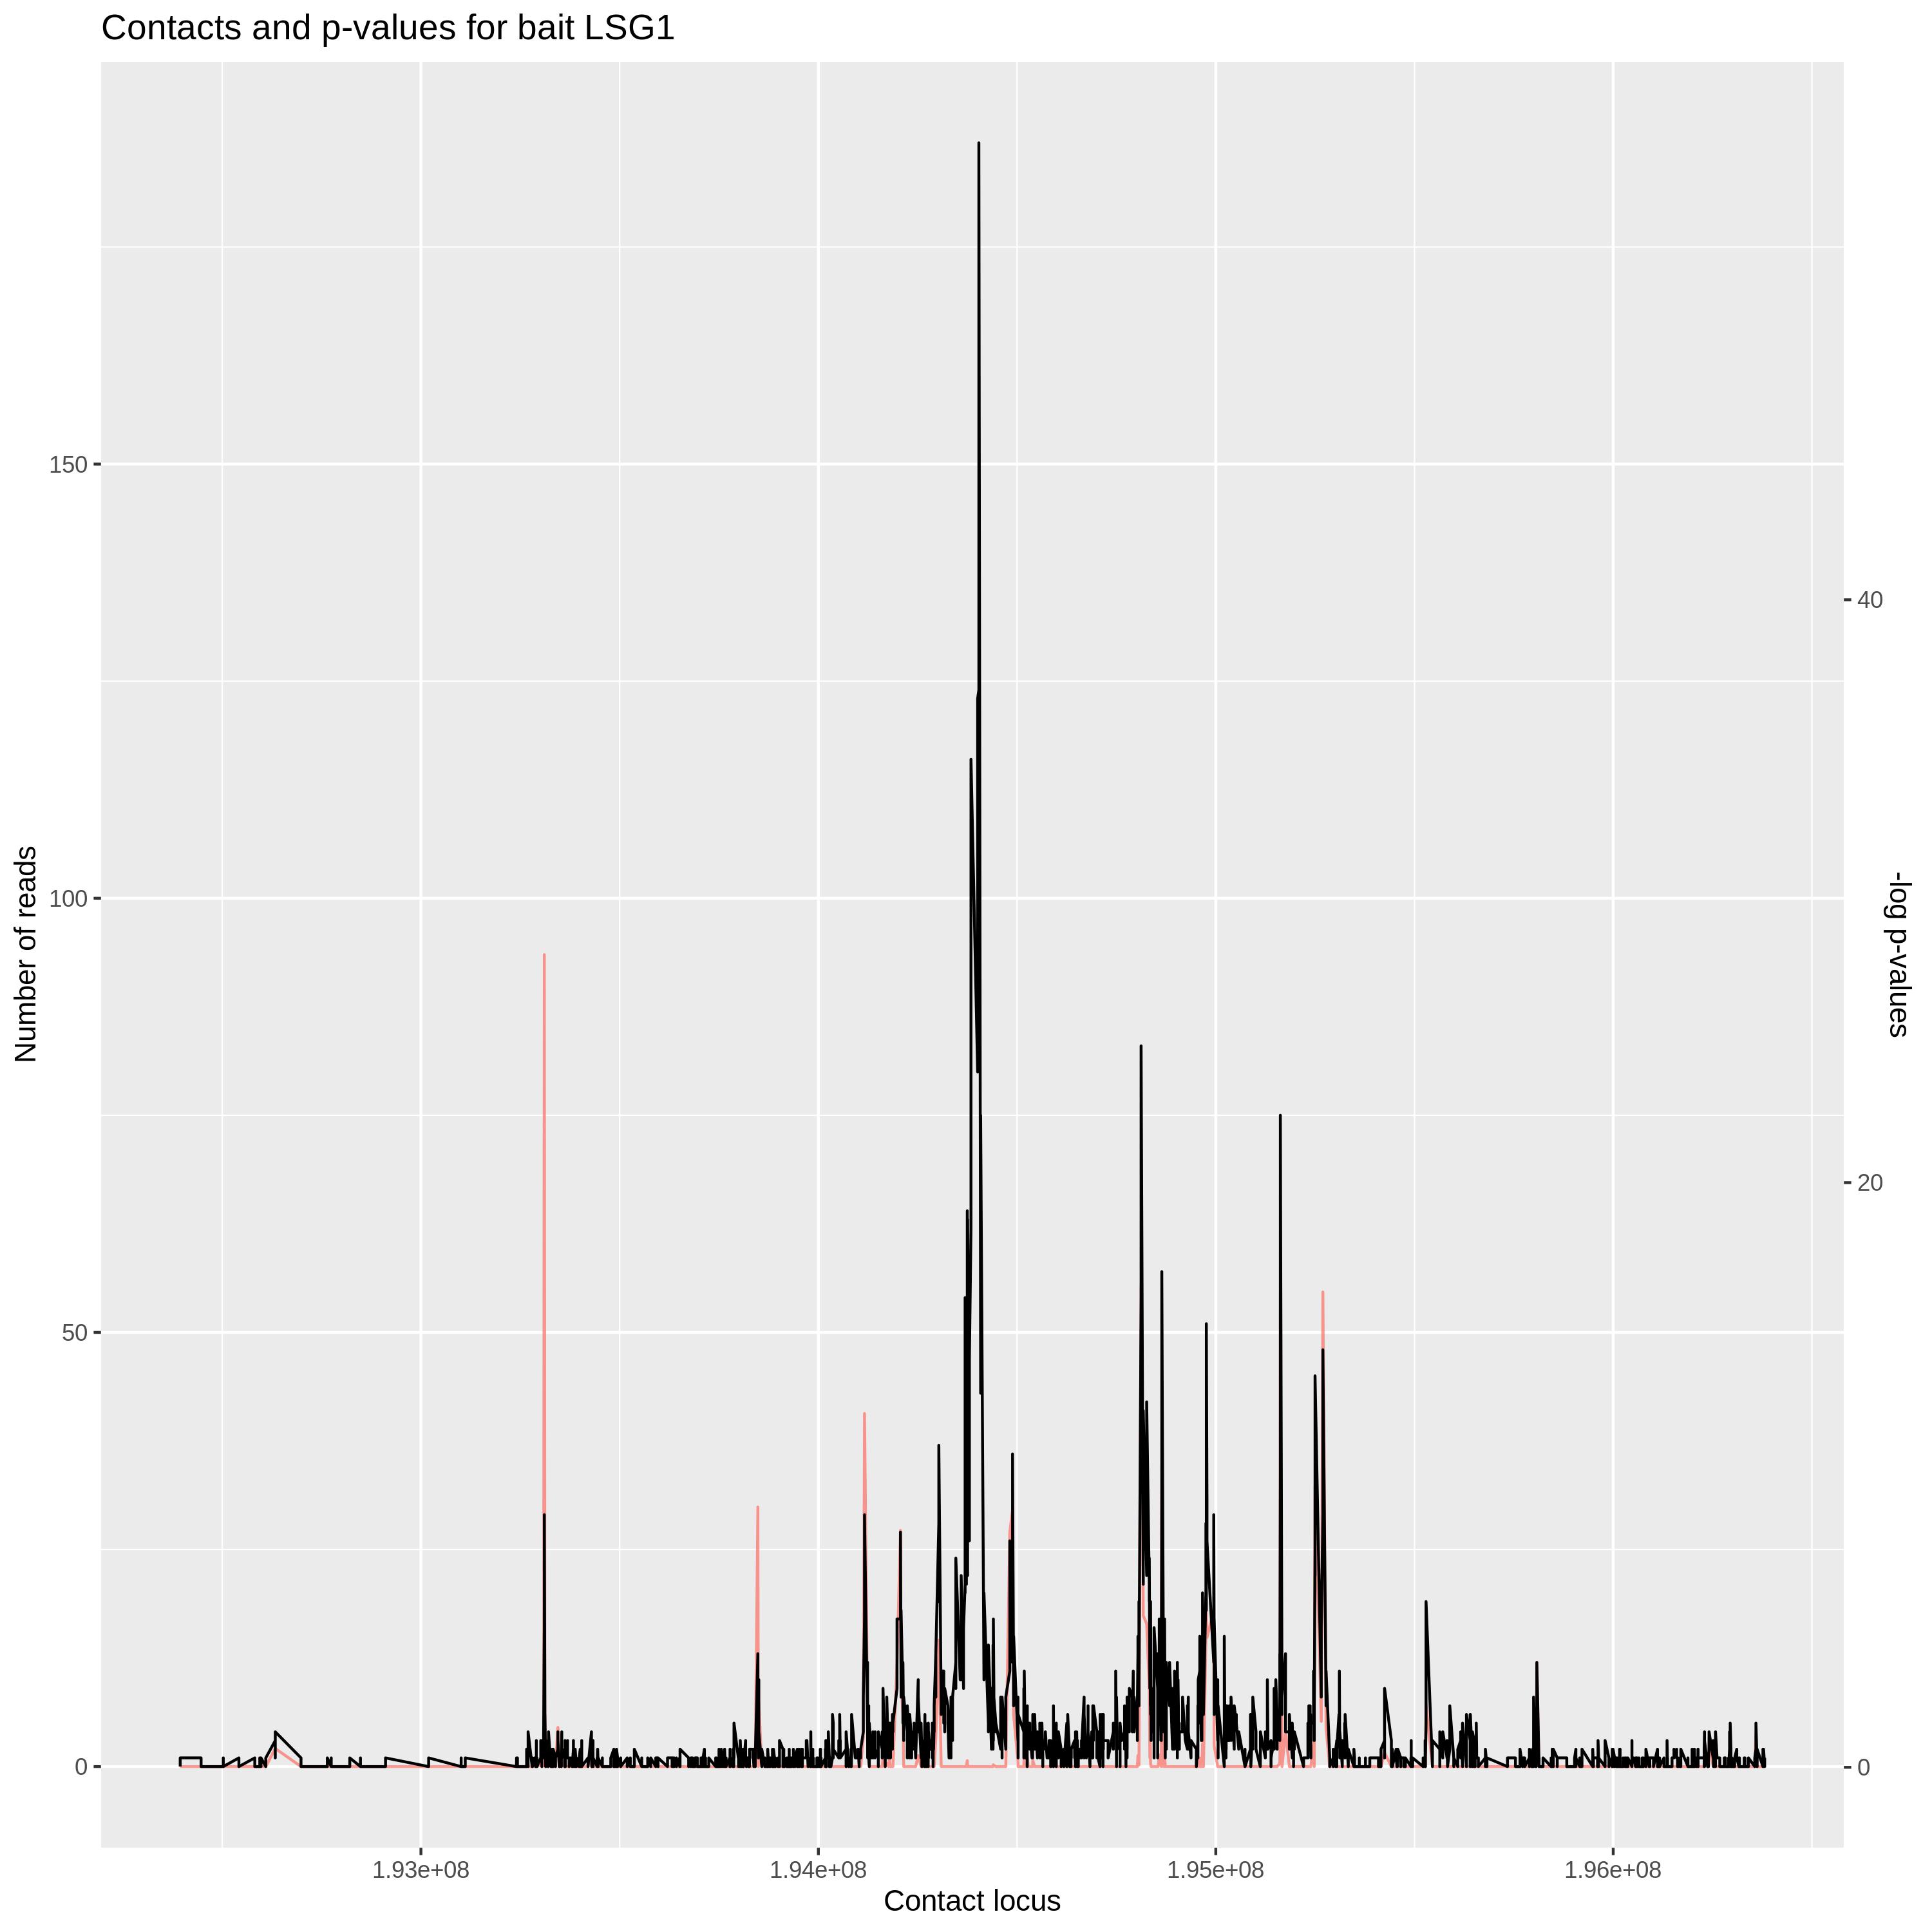 Contacts and p-values for bait LSG1
150
100
50
0
Number of reads
40
20
0
-log p-values
1.93e+08
1.94e+08
1.95e+08
1.96e+08
Contact locus